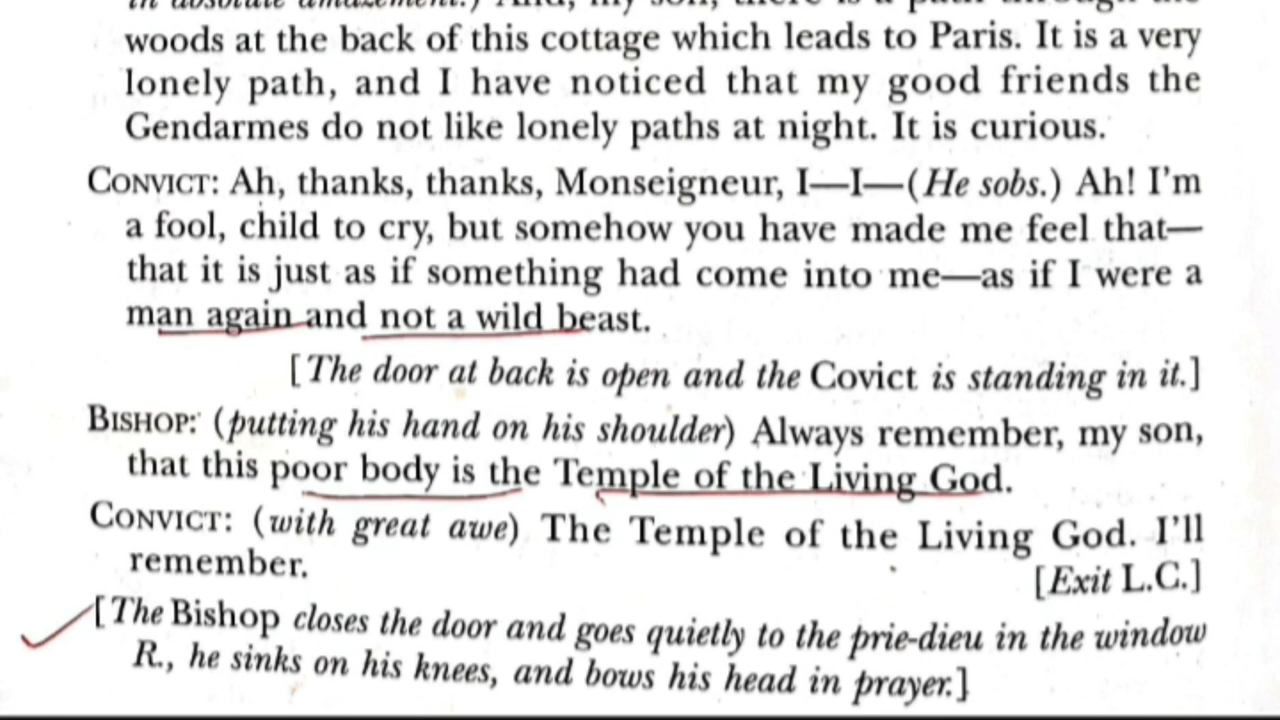 in absolute amazement.) And, my son, there is a path through the
woods at the back of this cottage which leads to Paris. It is a very
lonely path, and I have noticed that my good friends the
Gendarmes do not like lonely paths at night. It is curious.
CONVICT: Ah, thanks, thanks, Monseigneur, I—I—(He sobs.) Ah! I'm
a fool, child to cry, but somehow you have made me feel that—
that it is just as if something had come into me—as if I were a
man again and not a wild beast.
[The door at back is open and the Covict is standing in it.]
BISHOP: (putting his hand on his shoulder) Always remember, my son,
that this poor body is the Temple of the Living God.
CONVICT: (with great awe) The Temple of the Living God. I'll
remember. [Exit L.C.]
[The Bishop closes the door and goes quietly to the prie-dieu in the window
R., he sinks on his knees, and bows his head in prayer.]